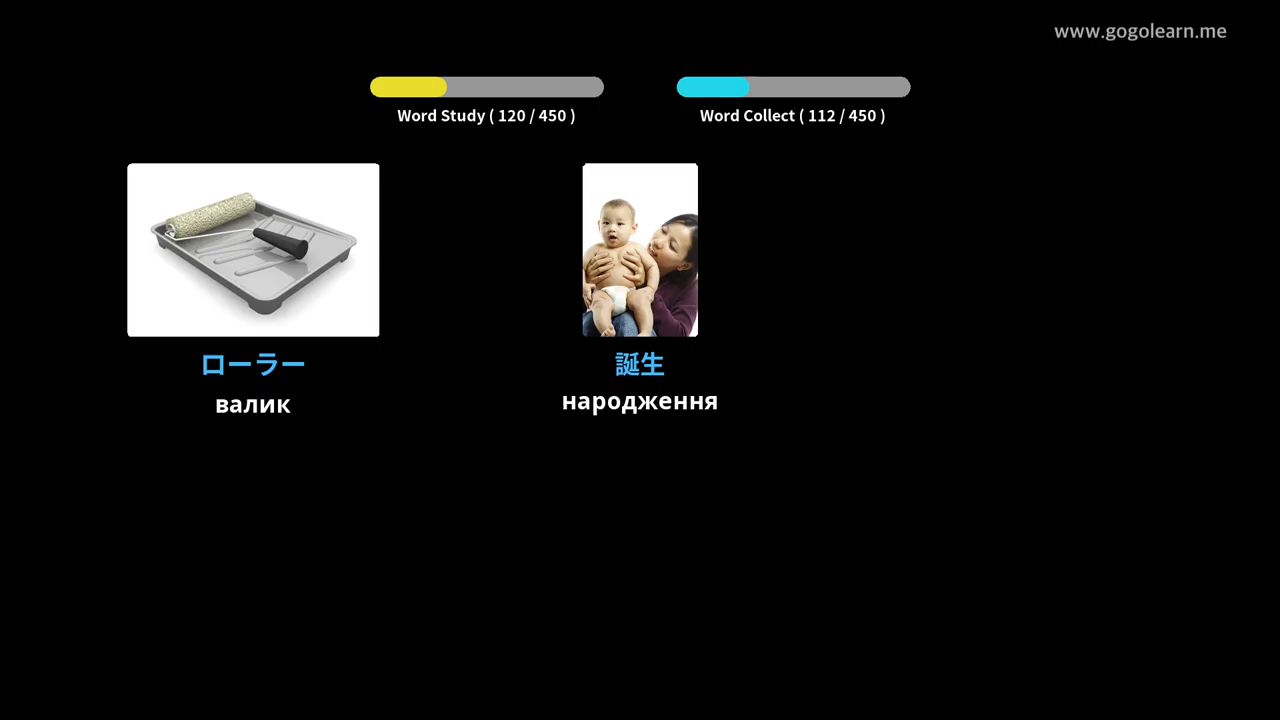 www.gogolearn.me
Word Study ( 120 / 450 )
Word Collect ( 112 / 450 )
ローラー
валик
誕生
народження